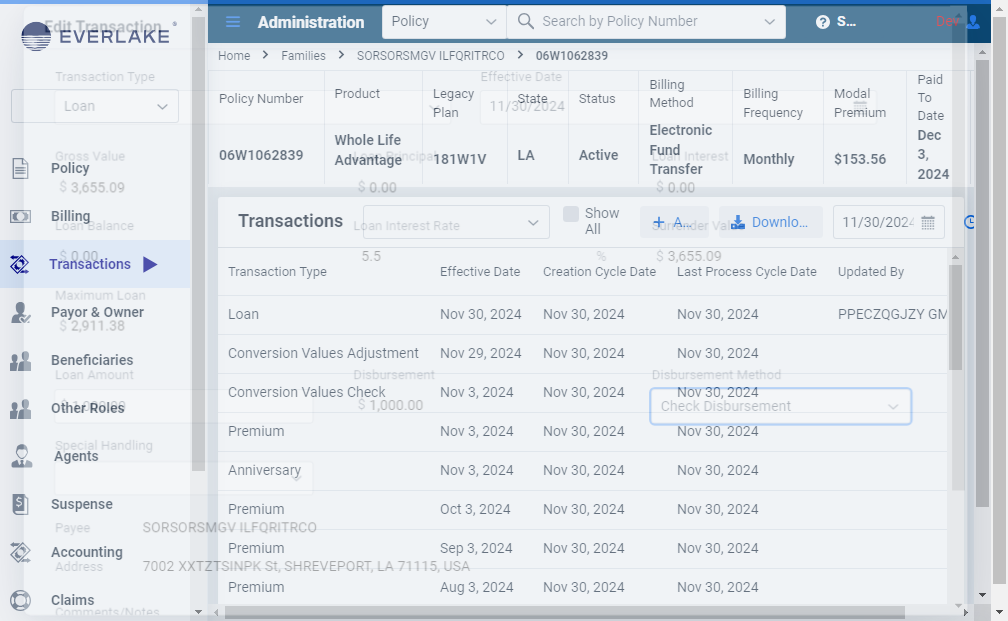 Edit Transaction
EVERLAKE
Administration
Policy
Search by Policy Number
S...
Dev
Home
Families
SORSORSMGV ILFQRITRCO
06W1062839
Transaction Type
Loan
Effective Date
11/30/2024
Policy Number
Product
Legacy Plan
State
Status
Billing Method
Billing Frequency
Modal Premium
Paid To Date
06W1062839
Whole Life Advantage
181W1V
LA
Active
Electronic Fund Transfer
Monthly
$153.56
Dec 3, 2024
Gross Value
$ 3,655.09
Loan Principal
$ 0.00
Loan Interest
$ 0.00
Loan Balance
$ 0.00
Loan Interest Rate
5.5
%
Surrender Value
$ 3,655.09
Maximum Loan
$ 2,911.38
Loan Amount
$ 1,000.00
Disbursement
$ 1,000.00
Disbursement Method
Check Disbursement
Special Handling
Payee
SORSORSMGV ILFQRITRCO
Address
7002 XXTZTSINPK St, SHREVEPORT, LA 71115, USA
Comments/Notes
Policy
Billing
Transactions
Payor & Owner
Beneficiaries
Other Roles
Agents
Suspense
Accounting
Claims
Transactions
Show All
A...
Downlo...
11/30/2024
Transaction Type Effective Date Creation Cycle Date Last Process Cycle Date Updated By
Loan Nov 30, 2024 Nov 30, 2024 Nov 30, 2024 PPECZQGJZY GM
Conversion Values Adjustment Nov 29, 2024 Nov 30, 2024 Nov 30, 2024
Conversion Values Check Nov 3, 2024 Nov 30, 2024 Nov 30, 2024
Premium Nov 3, 2024 Nov 30, 2024 Nov 30, 2024
Anniversary Nov 3, 2024 Nov 30, 2024 Nov 30, 2024
Premium Oct 3, 2024 Nov 30, 2024 Nov 30, 2024
Premium Sep 3, 2024 Nov 30, 2024 Nov 30, 2024
Premium Aug 3, 2024 Nov 30, 2024 Nov 30, 2024